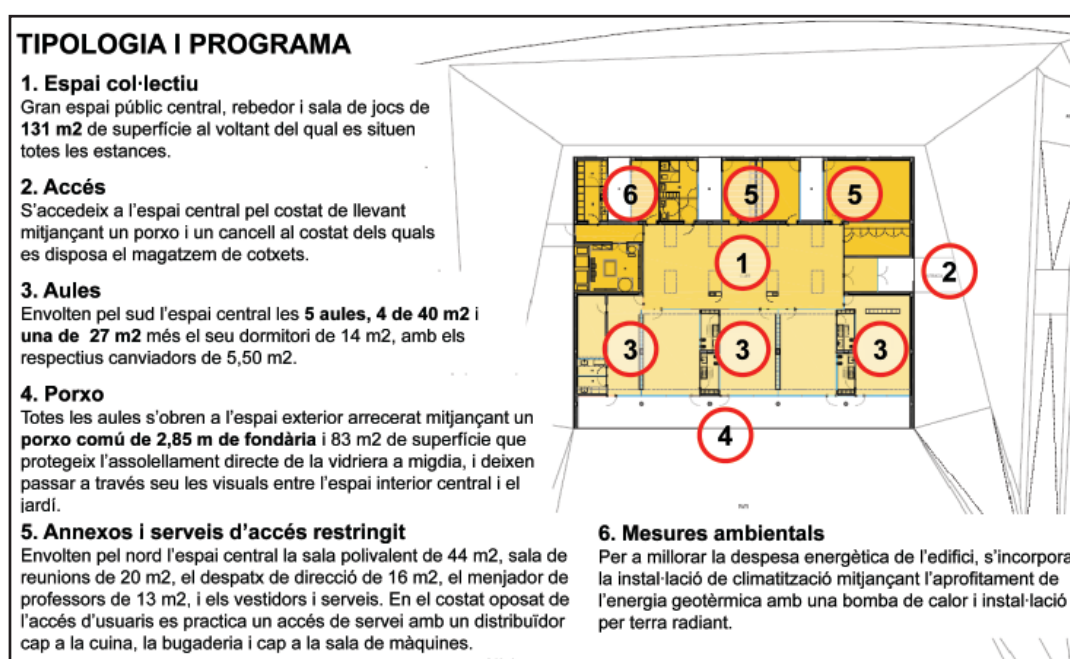 TIPOLOGIA I PROGRAMA
1. Espai col·lectiu
Gran espai públic central, rebedor i sala de jocs de
131 m2 de superfície al voltant del qual es situen
totes les estances.
2. Accés
S'accedeix a l'espai central pel costat de llevant
mitjançant un porxo i un cancell al costat dels quals
es disposa el magatzem de cotxets.
3. Aules
Envolten pel sud l'espai central les 5 aules, 4 de 40 m2 i
una de 27 m2 més el seu dormitori de 14 m2, amb els
respectius canviadors de 5,50 m2.
4. Porxo
Totes les aules s'obren a l'espai exterior arrecerat mitjançant un
porxo comú de 2,85 m de fondària i 83 m2 de superfície que
protegeix l'assolellament directe de la vidriera a migdia, i deixen
passar a través seu les visuals entre l'espai interior central i el
jardí.
5. Annexos i serveis d'accés restringit
Envolten pel nord l'espai central la sala polivalent de 44 m2, sala de
reunions de 20 m2, el despatx de direcció de 16 m2, el menjador de
professors de 13 m2, i els vestidors i serveis. En el costat oposat de
l'accés d'usuaris es practica un accés de servei amb un distribuïdor
cap a la cuina, la bugaderia i cap a la sala de màquines.
6. Mesures ambientals
Per a millorar la despesa energètica de l'edifici, s'incorpora
la instal·lació de climatització mitjançant l'aprofitament de
l'energia geotèrmica amb una bomba de calor i instal·lació
per terra radiant.
6
5
5
1
2
3
3
3
4